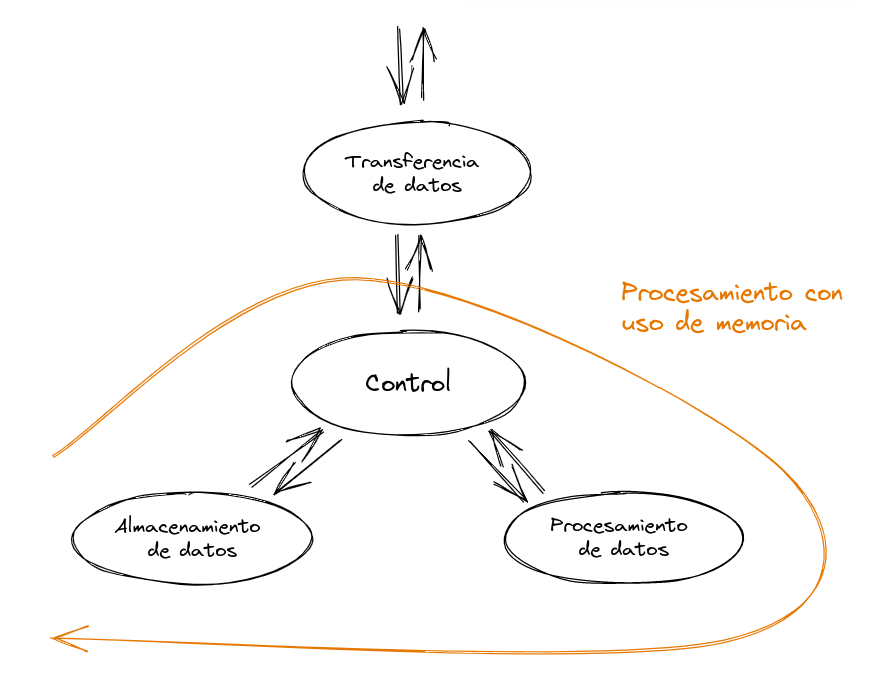 Transferencia
de datos
Procesamiento con
uso de memoria
Control
Almacenamiento
de datos
Procesamiento
de datos